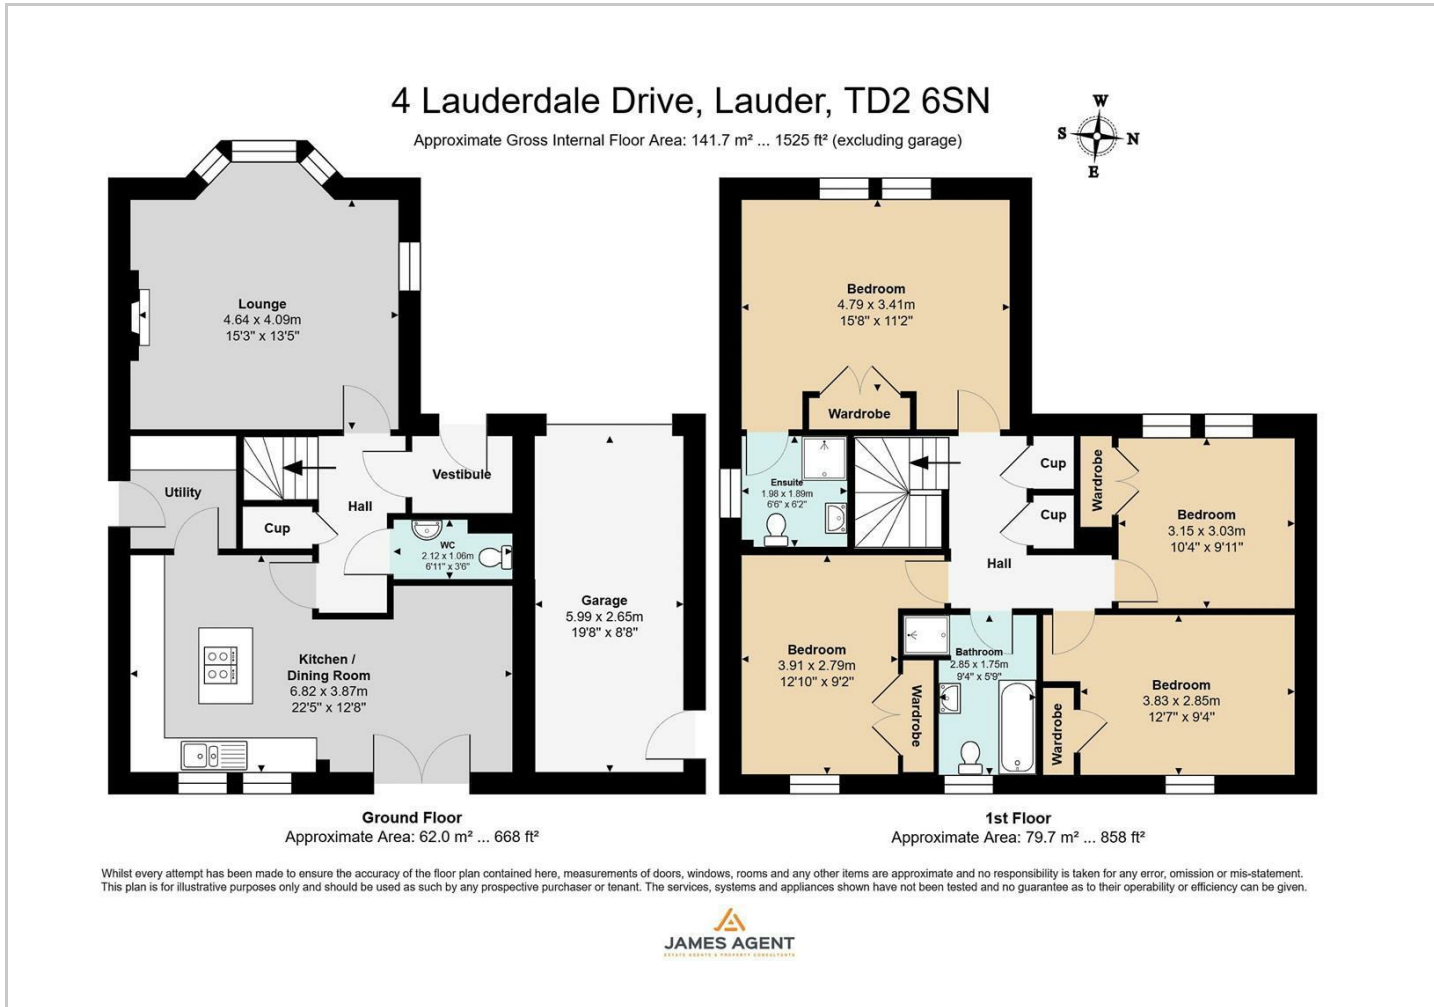 4 Lauderdale Drive, Lauder, TD2 6SN
Approximate Gross Internal Floor Area: 141.7 m² ... 1525 ft² (excluding garage)
W
S
N
E
Lounge
4.64 x 4.09m
15'3" x 13'5"
Utility
Cup
Hall
Vestibule
WC
2.12 x 1.06m
6'11" x 3'6"
Kitchen /
Dining Room
6.82 x 3.87m
22'5" x 12'8"
Garage
5.99 x 2.65m
19'8" x 8'8"
Ground Floor
Approximate Area: 62.0 m² ... 668 ft²
Bedroom
4.79 x 3.41m
15'8" x 11'2"
Wardrobe
Ensuite
1.98 x 1.89m
6'6" x 6'2"
Cup
Cup
Wardrobe
Bedroom
3.15 x 3.03m
10'4" x 9'11"
Hall
Bedroom
3.91 x 2.79m
12'10" x 9'2"
Wardrobe
Bathroom
2.85 x 1.75m
9'4" x 5'9"
Wardrobe
Bedroom
3.83 x 2.85m
12'7" x 9'4"
1st Floor
Approximate Area: 79.7 m² ... 858 ft²
Whilst every attempt has been made to ensure the accuracy of the floor plan contained here, measurements of doors, windows, rooms and any other items are approximate and no responsibility is taken for any error, omission or mis-statement.
This plan is for illustrative purposes only and should be used as such by any prospective purchaser or tenant. The services, systems and appliances shown have not been tested and no guarantee as to their operability or efficiency can be given.
JAMES AGENT
ESTATE AGENTS & PROPERTY CONSULTANTS